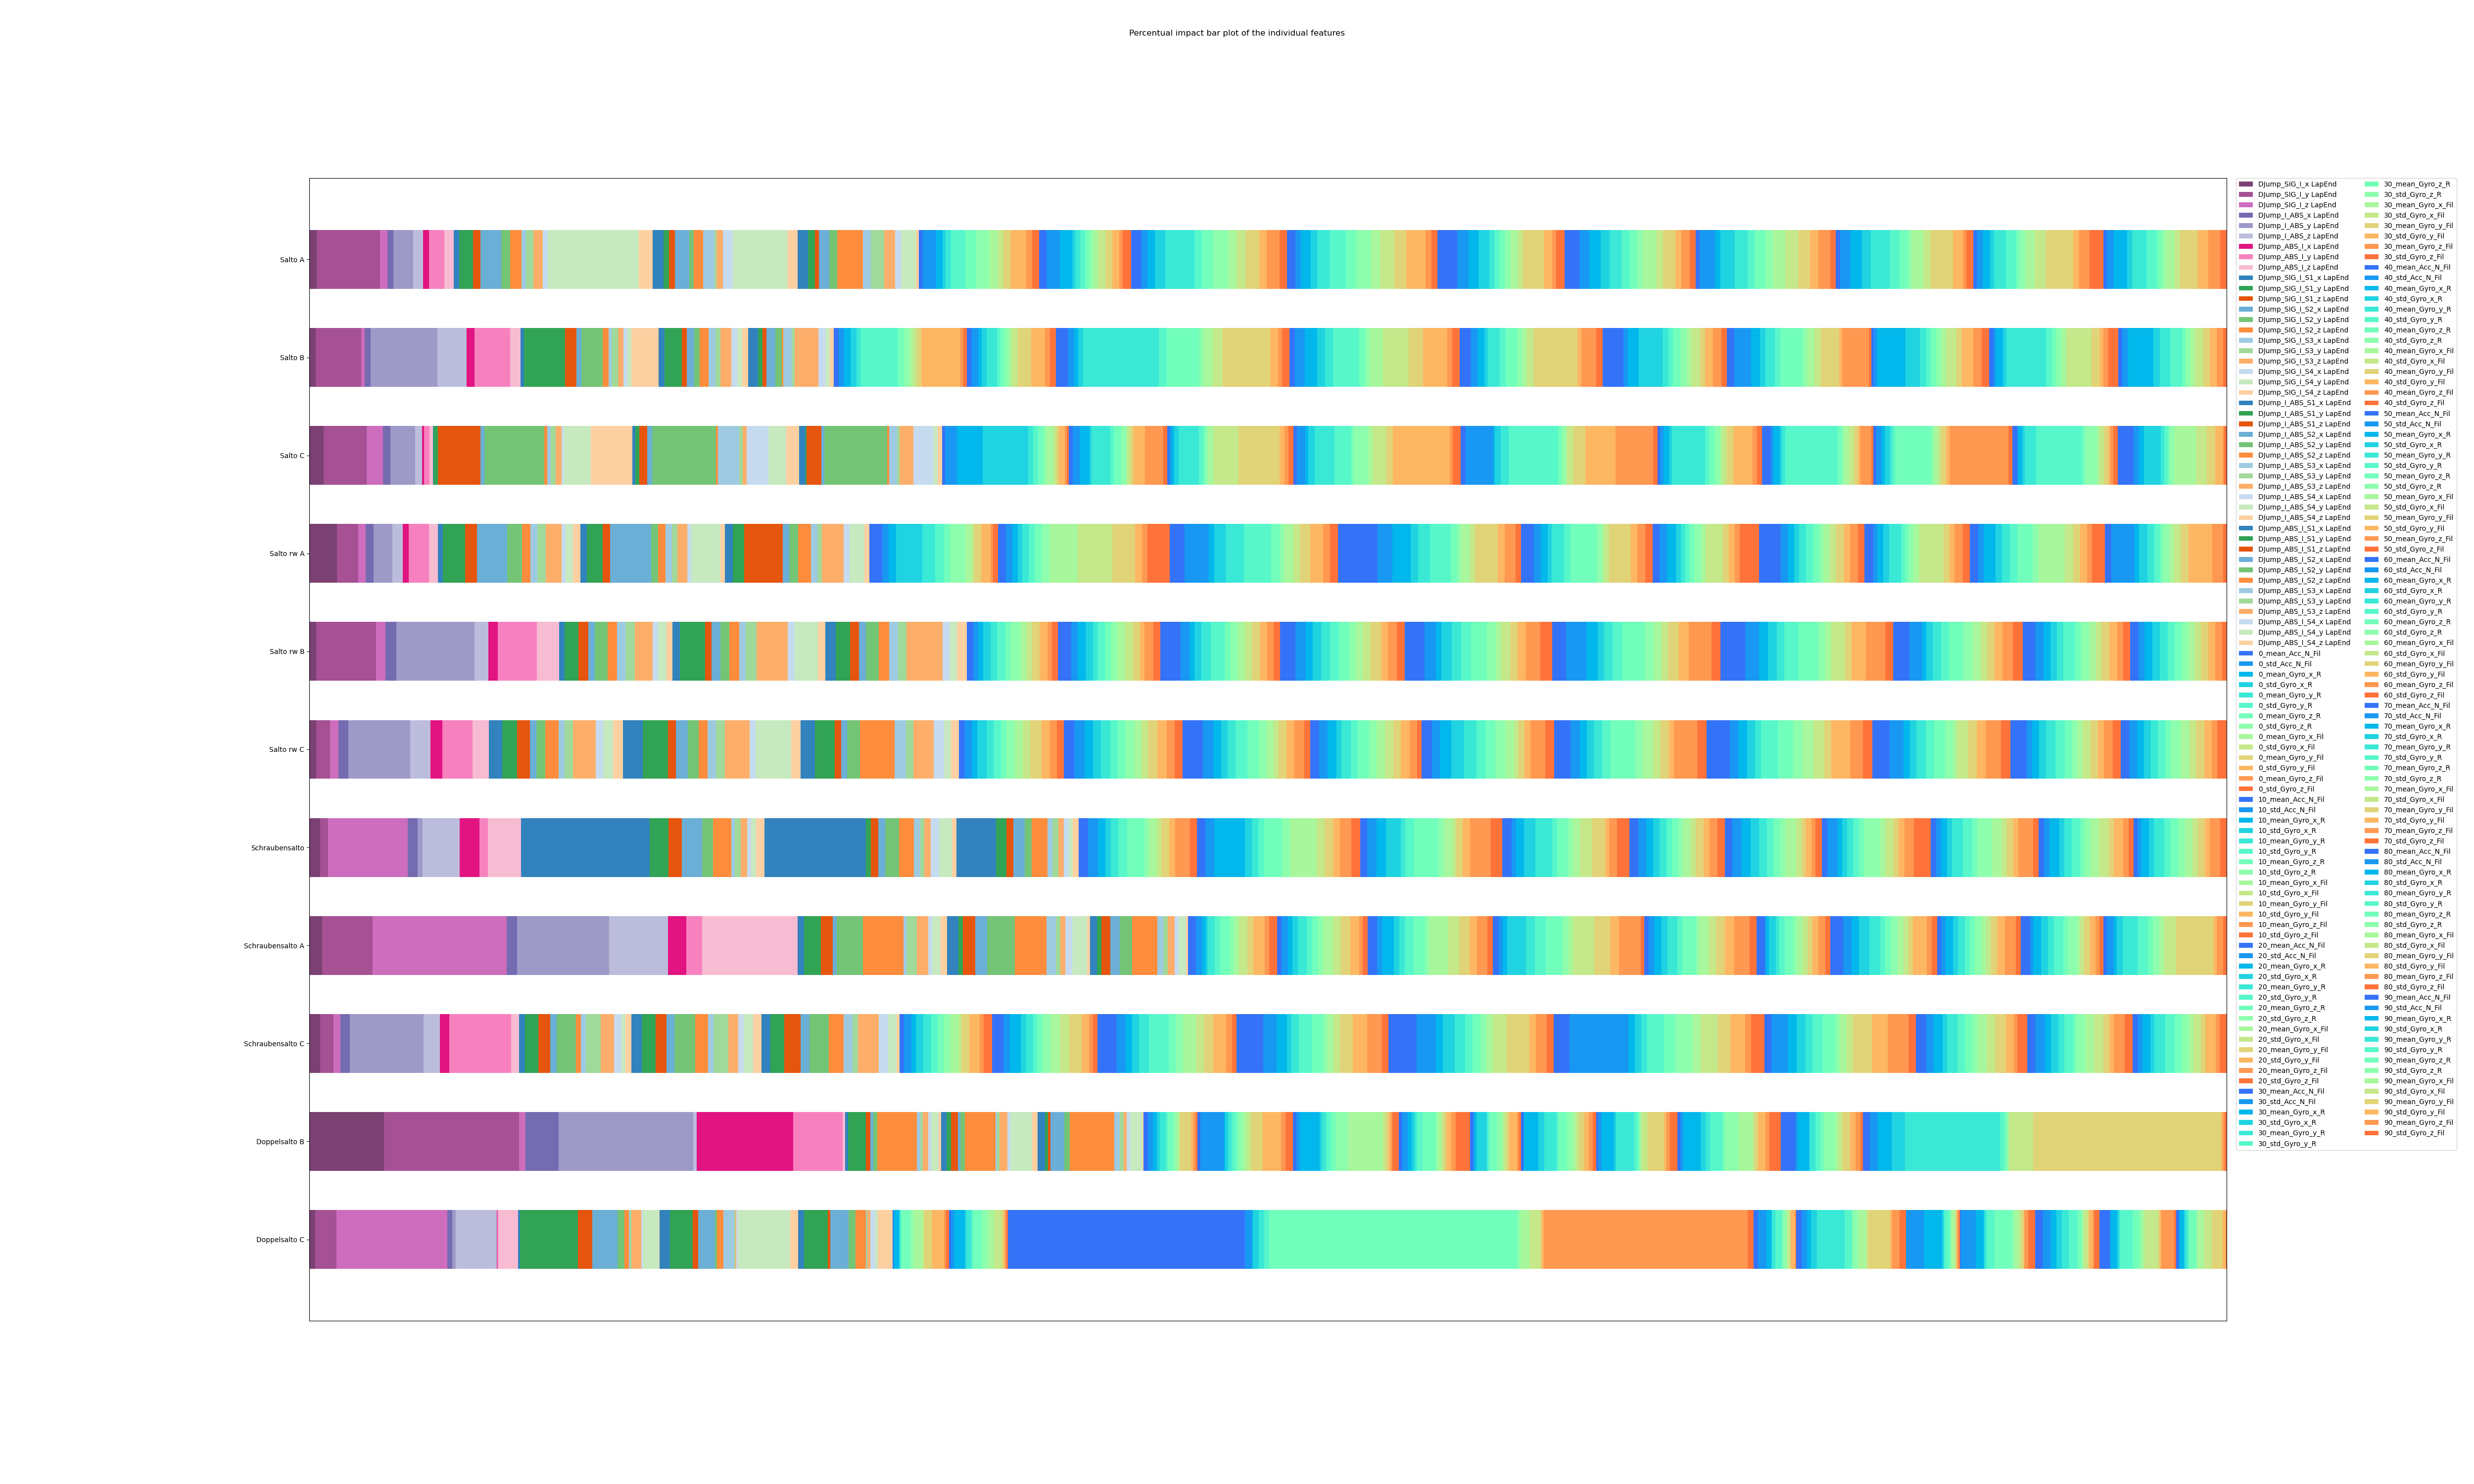 Percentual impact bar plot of the individual features
Salto A
Salto B
Salto C
Salto rw A
Salto rw B
Salto rw C
Schraubensalto
Schraubensalto A
Schraubensalto C
Doppelsalto B
Doppelsalto C
DJump_SIG_I_x LapEnd
DJump_SIG_I_y LapEnd
DJump_SIG_I_z LapEnd
DJump_I_ABS_x LapEnd
DJump_I_ABS_y LapEnd
DJump_I_ABS_z LapEnd
DJump_ABS_I_x LapEnd
DJump_ABS_I_y LapEnd
DJump_ABS_I_z LapEnd
DJump_SIG_I_S1_x LapEnd
DJump_SIG_I_S1_y LapEnd
DJump_SIG_I_S1_z LapEnd
DJump_SIG_I_S2_x LapEnd
DJump_SIG_I_S2_y LapEnd
DJump_SIG_I_S2_z LapEnd
DJump_SIG_I_S3_x LapEnd
DJump_SIG_I_S3_y LapEnd
DJump_SIG_I_S3_z LapEnd
DJump_SIG_I_S4_x LapEnd
DJump_SIG_I_S4_y LapEnd
DJump_SIG_I_S4_z LapEnd
DJump_I_ABS_S1_x LapEnd
DJump_I_ABS_S1_y LapEnd
DJump_I_ABS_S1_z LapEnd
DJump_I_ABS_S2_x LapEnd
DJump_I_ABS_S2_y LapEnd
DJump_I_ABS_S2_z LapEnd
DJump_I_ABS_S3_x LapEnd
DJump_I_ABS_S3_y LapEnd
DJump_I_ABS_S3_z LapEnd
DJump_I_ABS_S4_x LapEnd
DJump_I_ABS_S4_y LapEnd
DJump_I_ABS_S4_z LapEnd
DJump_ABS_I_S1_x LapEnd
DJump_ABS_I_S1_y LapEnd
DJump_ABS_I_S1_z LapEnd
DJump_ABS_I_S2_x LapEnd
DJump_ABS_I_S2_y LapEnd
DJump_ABS_I_S2_z LapEnd
DJump_ABS_I_S3_x LapEnd
DJump_ABS_I_S3_y LapEnd
DJump_ABS_I_S3_z LapEnd
DJump_ABS_I_S4_x LapEnd
DJump_ABS_I_S4_y LapEnd
DJump_ABS_I_S4_z LapEnd
0_mean_Acc_N_Fil
0_std_Acc_N_Fil
0_mean_Gyro_x_R
0_std_Gyro_x_R
0_mean_Gyro_y_R
0_std_Gyro_y_R
0_mean_Gyro_z_R
0_std_Gyro_z_R
0_mean_Gyro_x_Fil
0_std_Gyro_x_Fil
0_mean_Gyro_y_Fil
0_std_Gyro_y_Fil
0_mean_Gyro_z_Fil
0_std_Gyro_z_Fil
10_mean_Acc_N_Fil
10_std_Acc_N_Fil
10_mean_Gyro_x_R
10_std_Gyro_x_R
10_mean_Gyro_y_R
10_std_Gyro_y_R
10_mean_Gyro_z_R
10_std_Gyro_z_R
10_mean_Gyro_x_Fil
10_std_Gyro_x_Fil
10_mean_Gyro_y_Fil
10_std_Gyro_y_Fil
10_mean_Gyro_z_Fil
10_std_Gyro_z_Fil
20_mean_Acc_N_Fil
20_std_Acc_N_Fil
20_mean_Gyro_x_R
20_std_Gyro_x_R
20_mean_Gyro_y_R
20_std_Gyro_y_R
20_mean_Gyro_z_R
20_std_Gyro_z_R
20_mean_Gyro_x_Fil
20_std_Gyro_x_Fil
20_mean_Gyro_y_Fil
20_std_Gyro_y_Fil
20_mean_Gyro_z_Fil
20_std_Gyro_z_Fil
30_mean_Acc_N_Fil
30_std_Acc_N_Fil
30_mean_Gyro_x_R
30_std_Gyro_x_R
30_mean_Gyro_y_R
30_std_Gyro_y_R
30_mean_Gyro_z_R
30_std_Gyro_z_R
30_mean_Gyro_x_Fil
30_std_Gyro_x_Fil
30_mean_Gyro_y_Fil
30_std_Gyro_y_Fil
30_mean_Gyro_z_Fil
30_std_Gyro_z_Fil
40_mean_Acc_N_Fil
40_std_Acc_N_Fil
40_mean_Gyro_x_R
40_std_Gyro_x_R
40_mean_Gyro_y_R
40_std_Gyro_y_R
40_mean_Gyro_z_R
40_std_Gyro_z_R
40_mean_Gyro_x_Fil
40_std_Gyro_x_Fil
40_mean_Gyro_y_Fil
40_std_Gyro_y_Fil
40_mean_Gyro_z_Fil
40_std_Gyro_z_Fil
50_mean_Acc_N_Fil
50_std_Acc_N_Fil
50_mean_Gyro_x_R
50_std_Gyro_x_R
50_mean_Gyro_y_R
50_std_Gyro_y_R
50_mean_Gyro_z_R
50_std_Gyro_z_R
50_mean_Gyro_x_Fil
50_std_Gyro_x_Fil
50_mean_Gyro_y_Fil
50_std_Gyro_y_Fil
50_mean_Gyro_z_Fil
50_std_Gyro_z_Fil
60_mean_Acc_N_Fil
60_std_Acc_N_Fil
60_mean_Gyro_x_R
60_std_Gyro_x_R
60_mean_Gyro_y_R
60_std_Gyro_y_R
60_mean_Gyro_z_R
60_std_Gyro_z_R
60_mean_Gyro_x_Fil
60_std_Gyro_x_Fil
60_mean_Gyro_y_Fil
60_std_Gyro_y_Fil
60_mean_Gyro_z_Fil
60_std_Gyro_z_Fil
70_mean_Acc_N_Fil
70_std_Acc_N_Fil
70_mean_Gyro_x_R
70_std_Gyro_x_R
70_mean_Gyro_y_R
70_std_Gyro_y_R
70_mean_Gyro_z_R
70_std_Gyro_z_R
70_mean_Gyro_x_Fil
70_std_Gyro_x_Fil
70_mean_Gyro_y_Fil
70_std_Gyro_y_Fil
70_mean_Gyro_z_Fil
70_std_Gyro_z_Fil
80_mean_Acc_N_Fil
80_std_Acc_N_Fil
80_mean_Gyro_x_R
80_std_Gyro_x_R
80_mean_Gyro_y_R
80_std_Gyro_y_R
80_mean_Gyro_z_R
80_std_Gyro_z_R
80_mean_Gyro_x_Fil
80_std_Gyro_x_Fil
80_mean_Gyro_y_Fil
80_std_Gyro_y_Fil
80_mean_Gyro_z_Fil
80_std_Gyro_z_Fil
90_mean_Acc_N_Fil
90_std_Acc_N_Fil
90_mean_Gyro_x_R
90_std_Gyro_x_R
90_mean_Gyro_y_R
90_std_Gyro_y_R
90_mean_Gyro_z_R
90_std_Gyro_z_R
90_mean_Gyro_x_Fil
90_std_Gyro_x_Fil
90_mean_Gyro_y_Fil
90_std_Gyro_y_Fil
90_mean_Gyro_z_Fil
90_std_Gyro_z_Fil